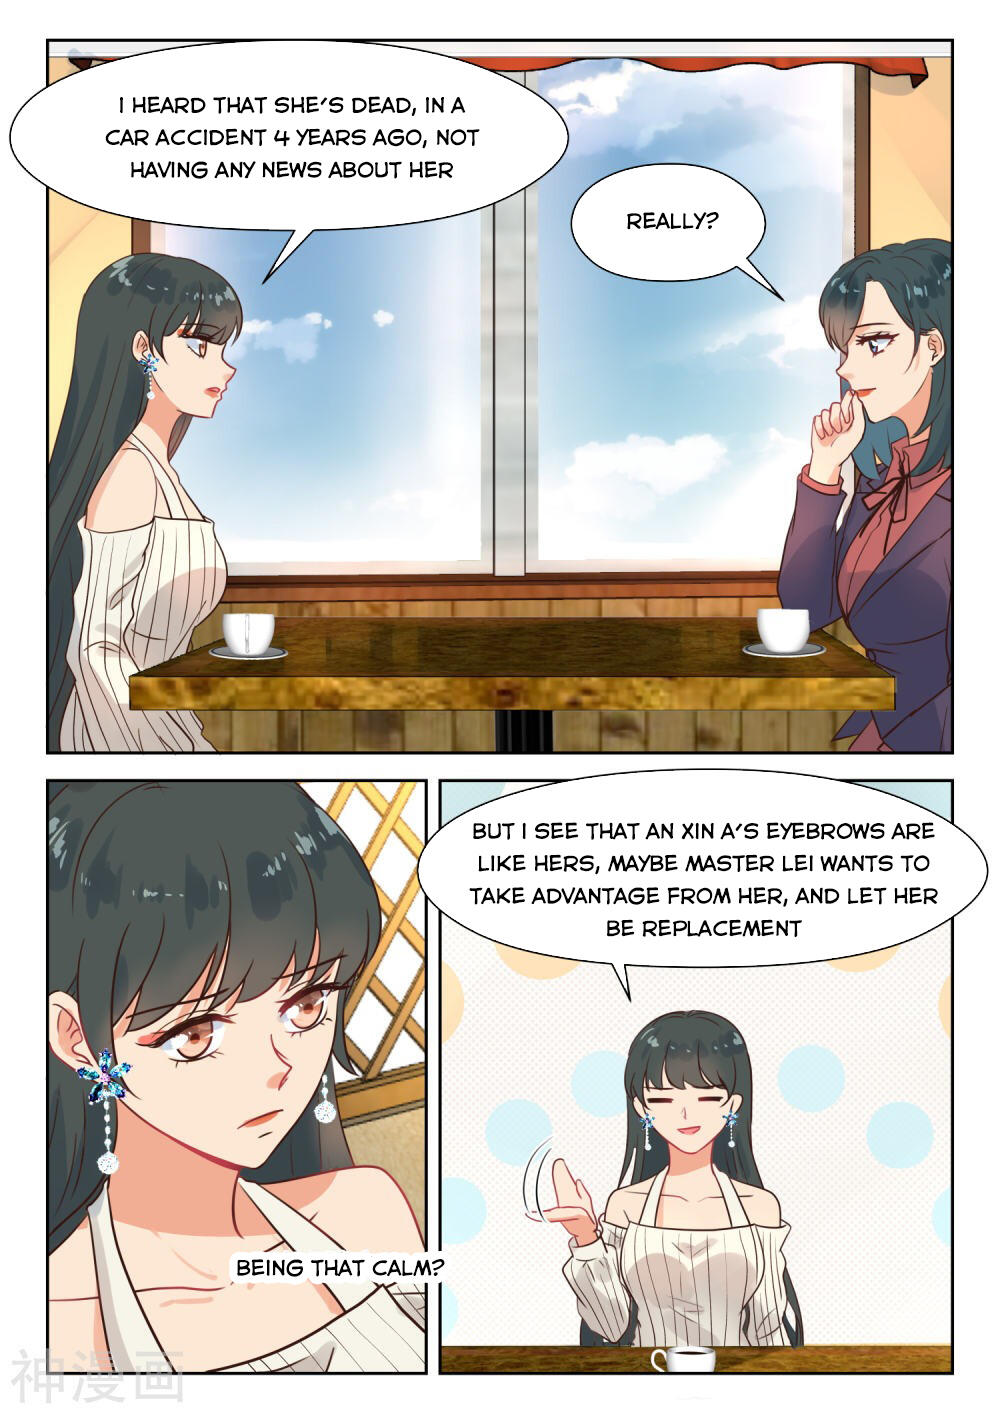 I HEARD THAT SHE'S DEAD, IN A
CAR ACCIDENT 4 YEARS AGO, NOT
HAVING ANY NEWS ABOUT HER
REALLY?
BEING THAT CALM?
BUT I SEE THAT AN XIN A'S EYEBROWS ARE
LIKE HERS, MAYBE MASTER LEI WANTS TO
TAKE ADVANTAGE FROM HER, AND LET HER
BE REPLACEMENT
神漫画